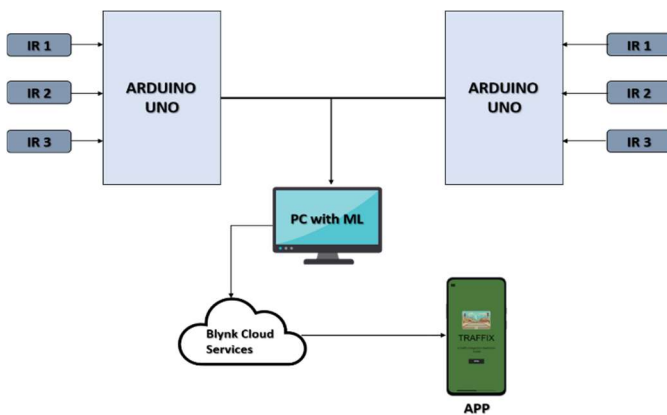 IR 1
IR 2
IR 3
ARDUINO
UNO
ARDUINO
UNO
IR 1
IR 2
IR 3
PC with ML
Blynk Cloud
Services
TRAFFIX
APP